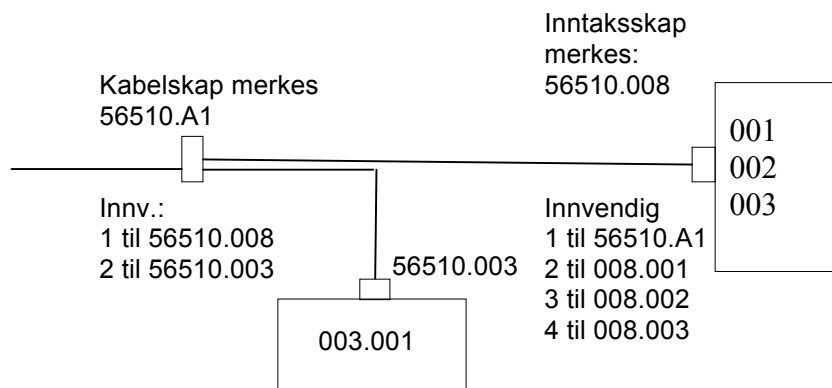 Inntaksskap
merkes:
56510.008
Kabelskap merkes
56510.A1
001
002
003
Innv.:
1 til 56510.008
2 til 56510.003
Innvendig
1 til 56510.A1
2 til 008.001
3 til 008.002
4 til 008.003
56510.003
003.001